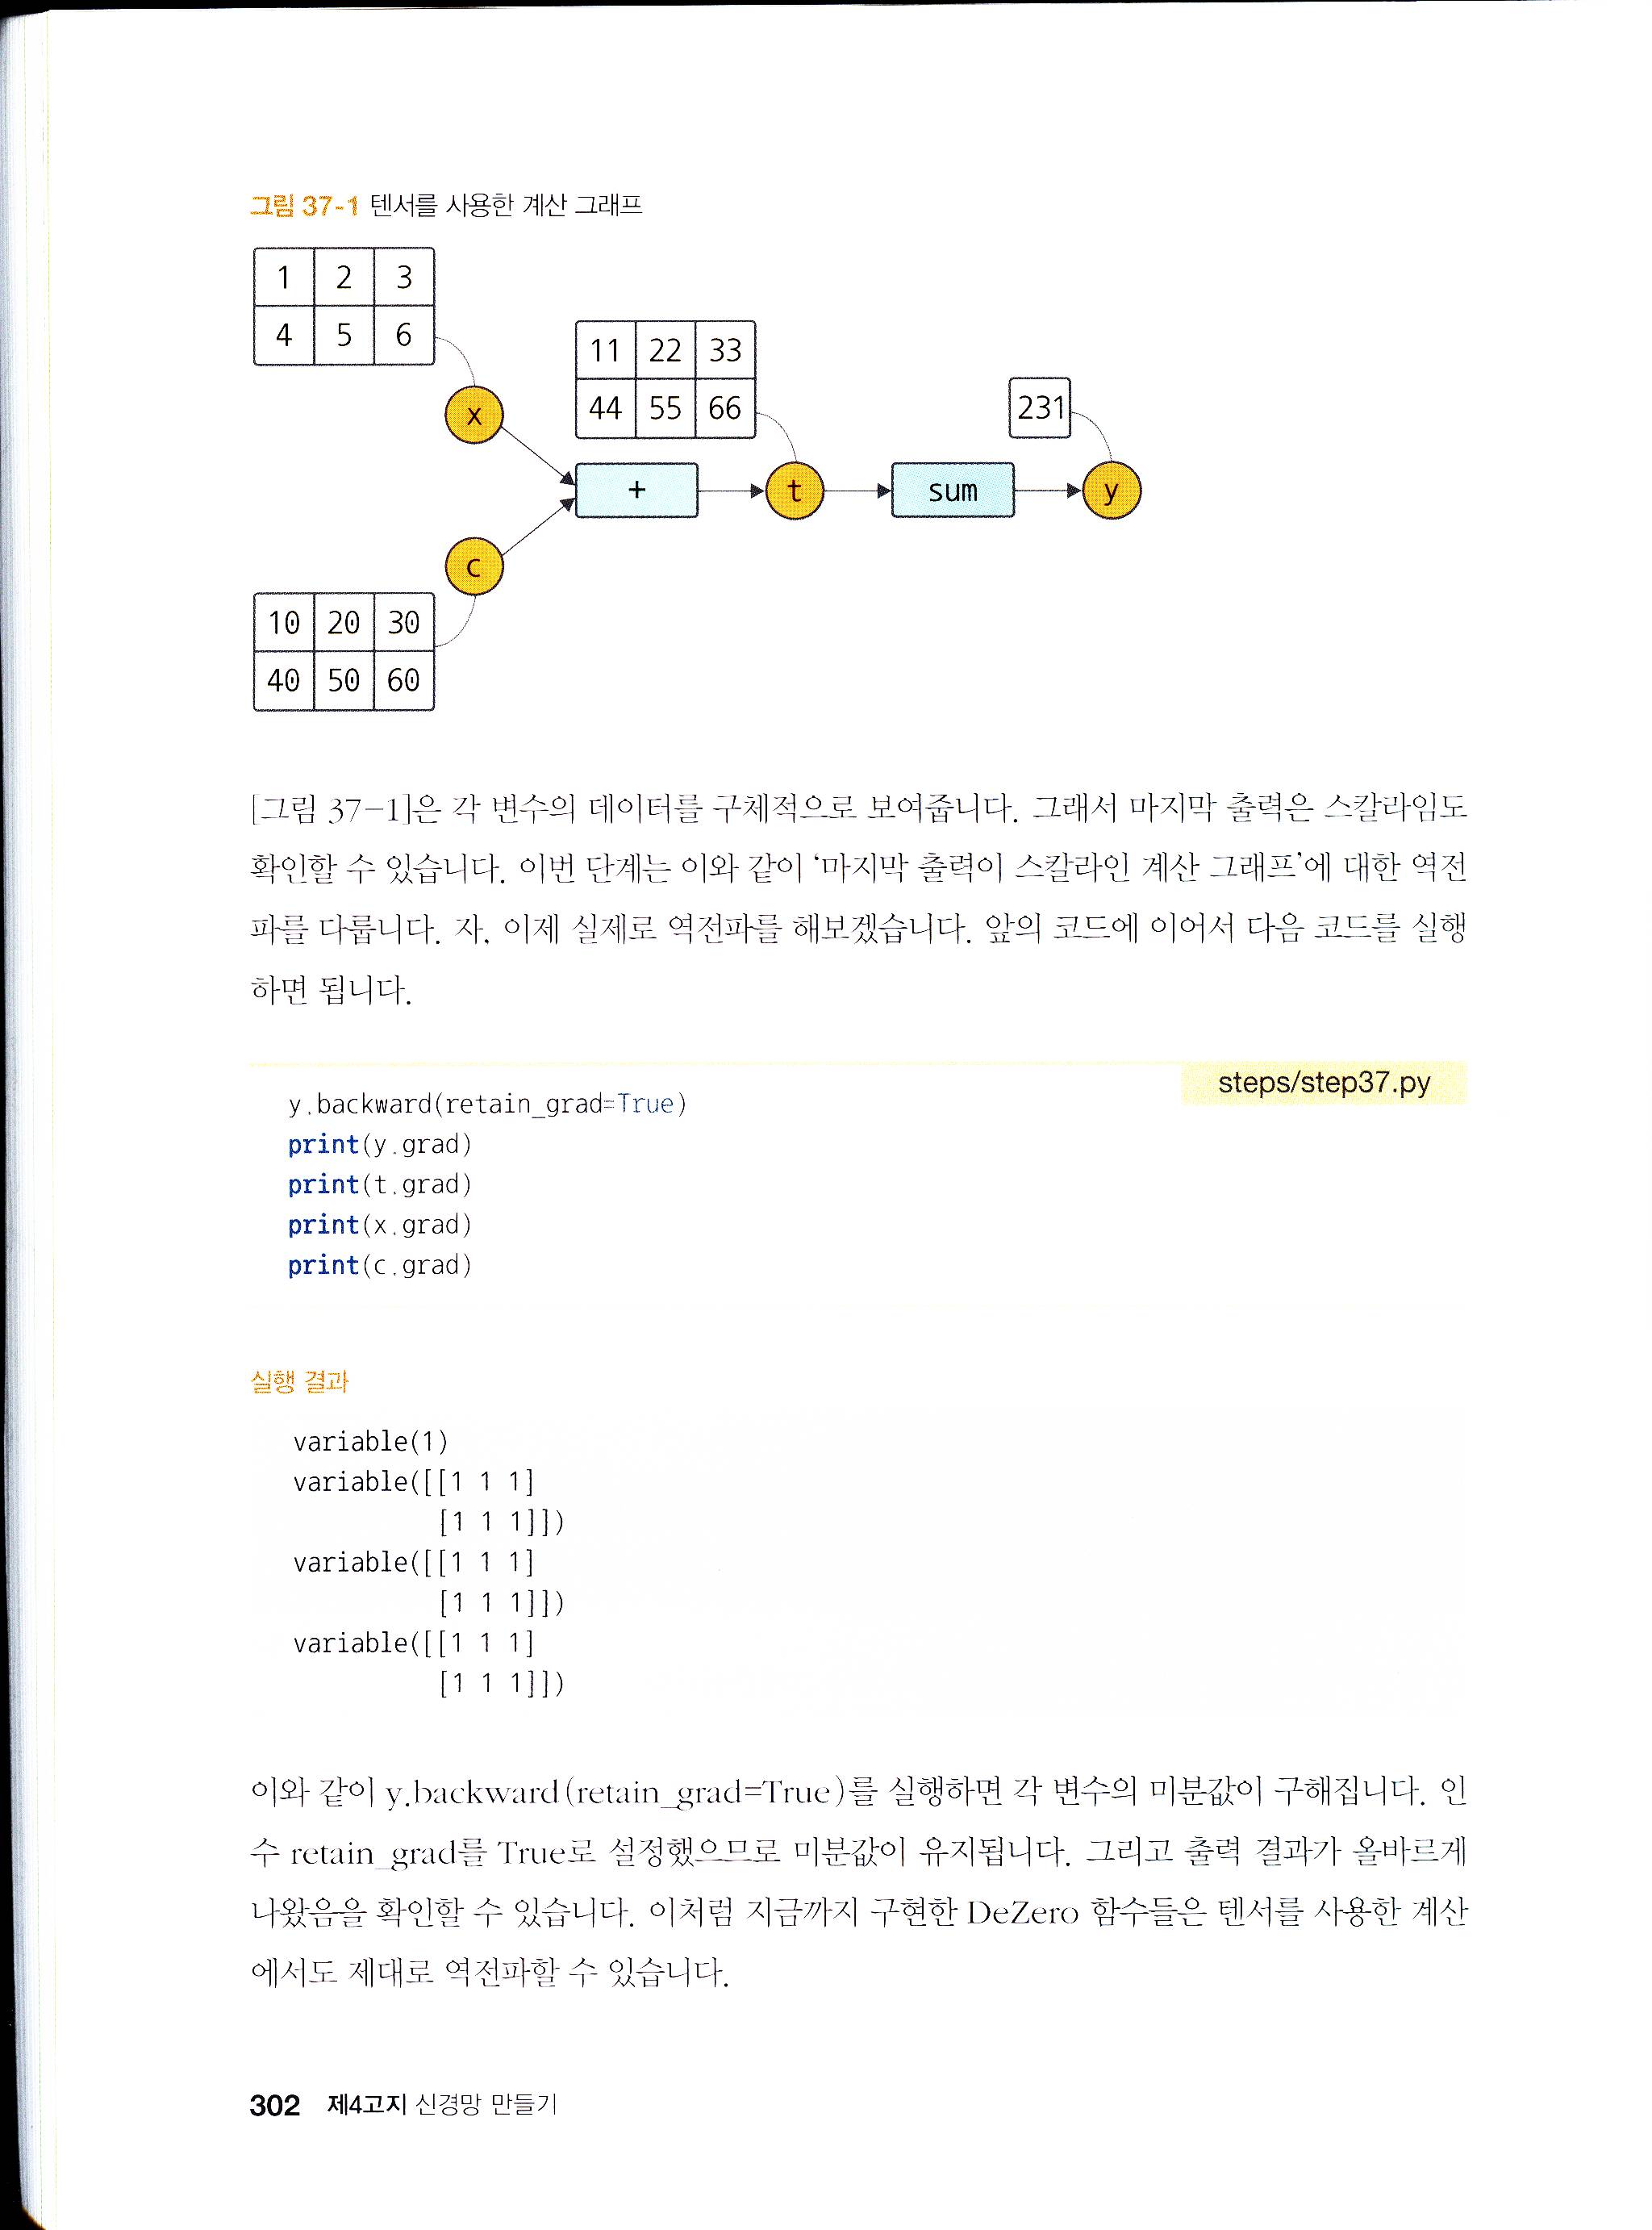 그림 37-1 텐서를 사용한 계산 그래프
1 2 3
4 5 6
x
11 22 33
44 55 66
231
+
t
sum
y
c
10 20 30
40 50 60
[그림 37-1]은 각 변수의 데이터를 구체적으로 보여줍니다. 그래서 마지막 출력은 스칼라임도
확인할 수 있습니다. 이번 단계는 이와 같이 ‘마지막 출력이 스칼라인 계산 그래프’에 대한 역전
파를 다룹니다. 자, 이제 실제로 역전파를 해보겠습니다. 앞의 코드에 이어서 다음 코드를 실행
하면 됩니다.
steps/step37.py
y.backward(retain_grad=True)
print(y.grad)
print(t.grad)
print(x.grad)
print(c.grad)
실행 결과
variable(1)
variable([[1 1 1]
[1 1 1]])
variable([[1 1 1]
[1 1 1]])
variable([[1 1 1]
[1 1 1]])
이와 같이 y.backward(retain_grad=True)를 실행하면 각 변수의 미분값이 구해집니다. 인
수 retain_grad를 True로 설정했으므로 미분값이 유지됩니다. 그리고 출력 결과가 올바르게
나왔음을 확인할 수 있습니다. 이처럼 지금까지 구현한 DeZero 함수들은 텐서를 사용한 계산
에서도 제대로 역전파할 수 있습니다.
302 제4고지 신경망 만들기